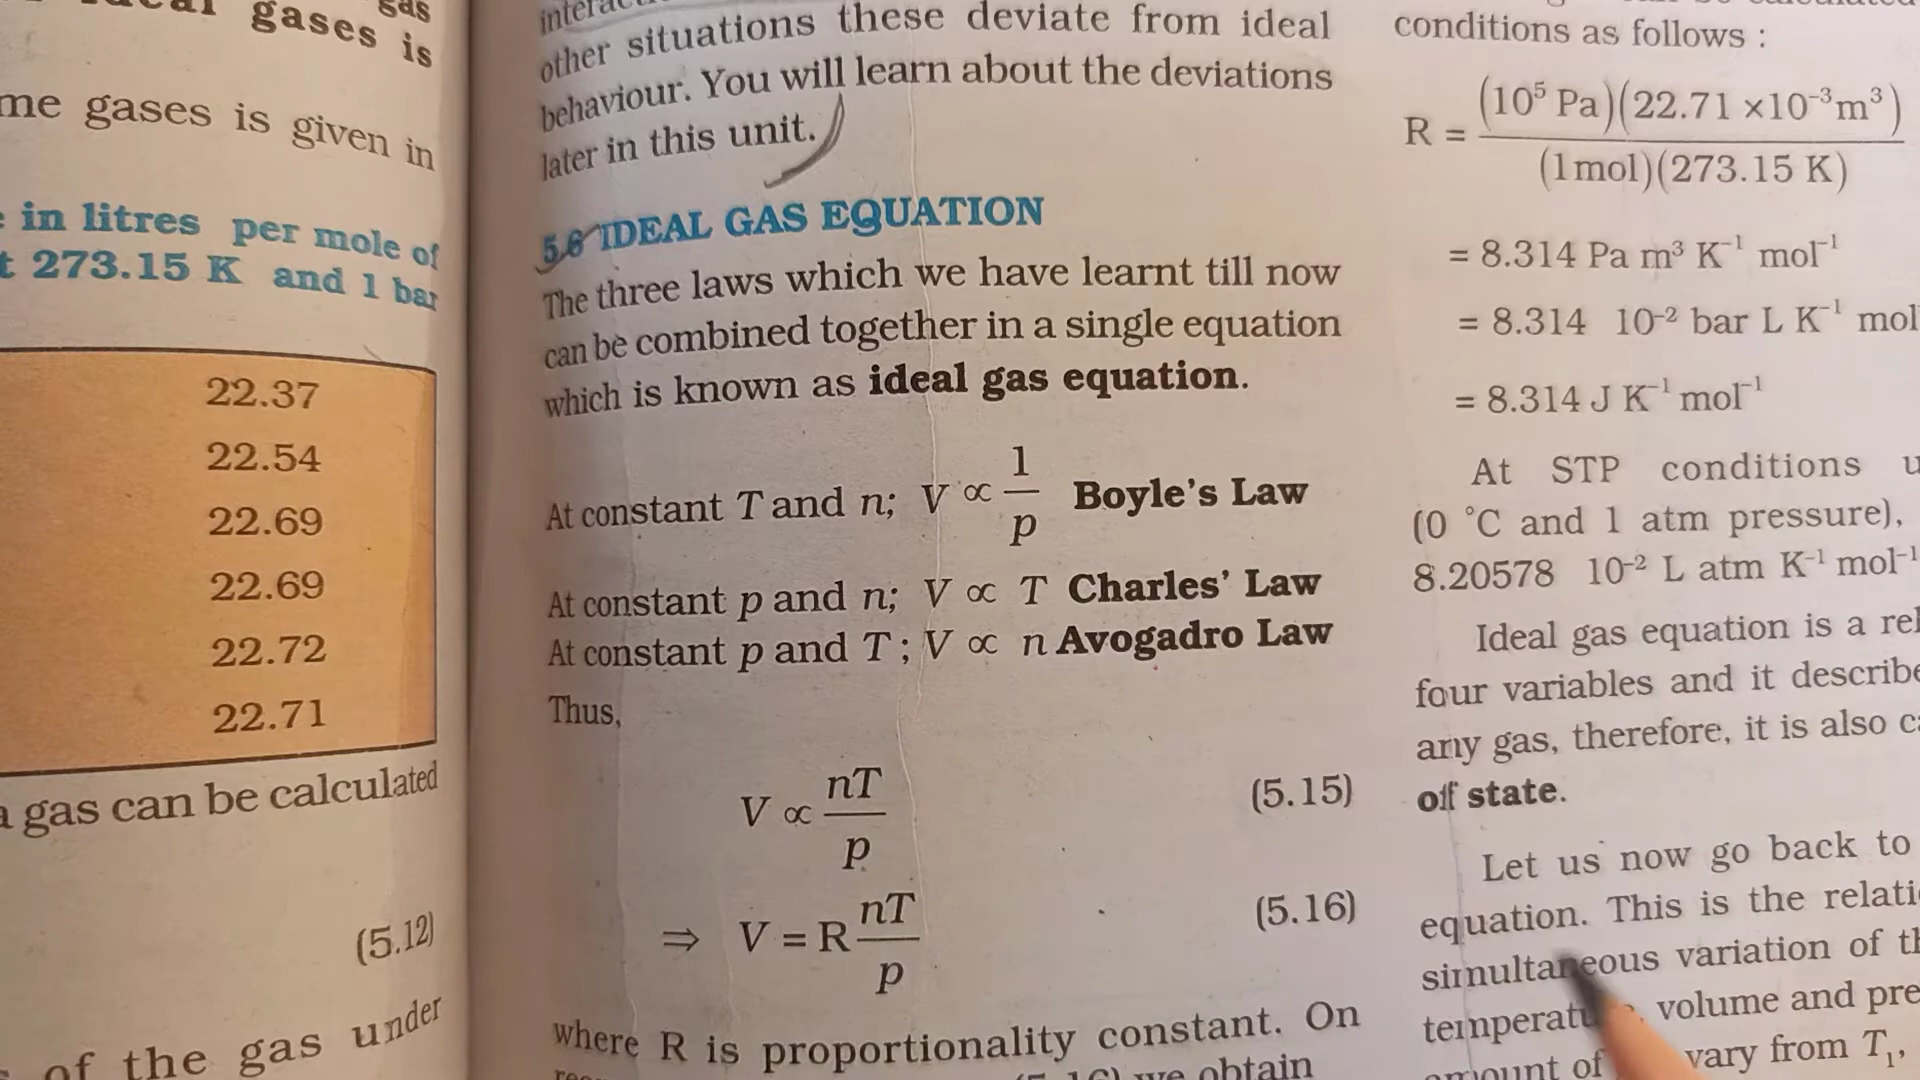 gas
gases is
me gases is given in
in litres per mole of
t 273.15 K and 1 bar
22.37
22.54
22.69
22.69
22.72
22.71
a gas can be calculated
(5.12)
of the gas under
other situations these deviate from ideal
behaviour. You will learn about the deviations
later in this unit.
5.6 IDEAL GAS EQUATION
The three laws which we have learnt till now
can be combined together in a single equation
which is known as ideal gas equation.
At constant T and n; V ∝ 1/p Boyle's Law
At constant p and n; V ∝ T Charles' Law
At constant p and T ; V ∝ n Avogadro Law
Thus,
V ∝ nT/p (5.15)
⇒ V = R nT/p (5.16)
where R is proportionality constant. On
we obtain
conditions as follows :
R = (10⁵ Pa)(22.71 ×10⁻³m³) / (1mol)(273.15 K)
= 8.314 Pa m³ K⁻¹ mol⁻¹
= 8.314 10⁻² bar L K⁻¹ mol
= 8.314 J K⁻¹ mol⁻¹
At STP conditions u
(0 °C and 1 atm pressure),
8.20578 10⁻² L atm K⁻¹ mol⁻¹
Ideal gas equation is a rel
four variables and it describe
any gas, therefore, it is also c
of state.
Let us now go back to
equation. This is the relati
simultaneous variation of th
volume and pre
amount of vary from T₁,